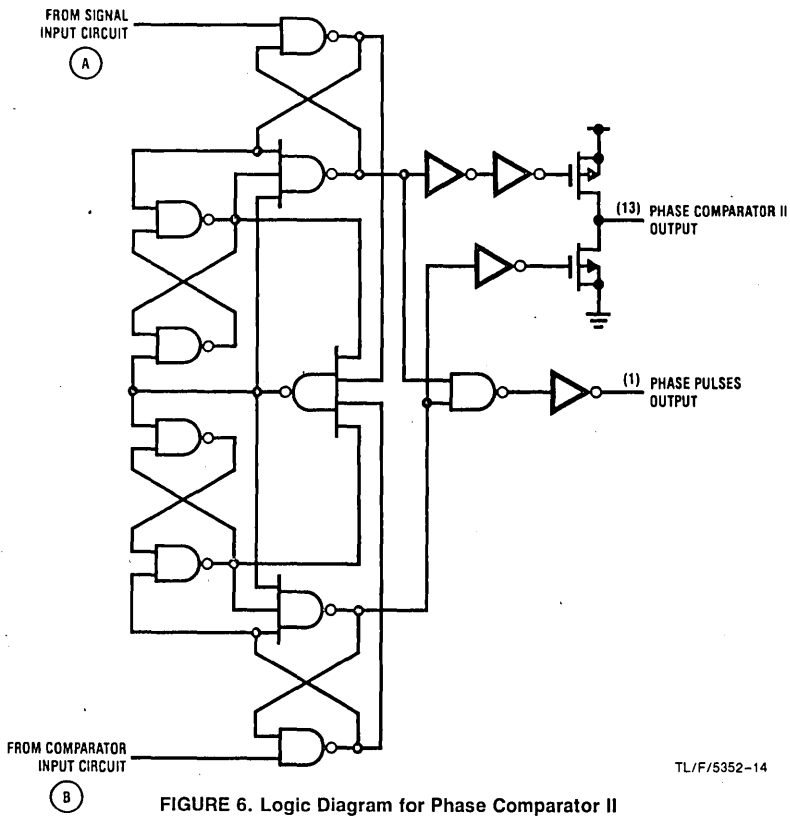 FROM SIGNAL
INPUT CIRCUIT
A
(13) PHASE COMPARATOR II
OUTPUT
(1) PHASE PULSES
OUTPUT
FROM COMPARATOR
INPUT CIRCUIT
B
TL/F/5352-14
FIGURE 6. Logic Diagram for Phase Comparator II